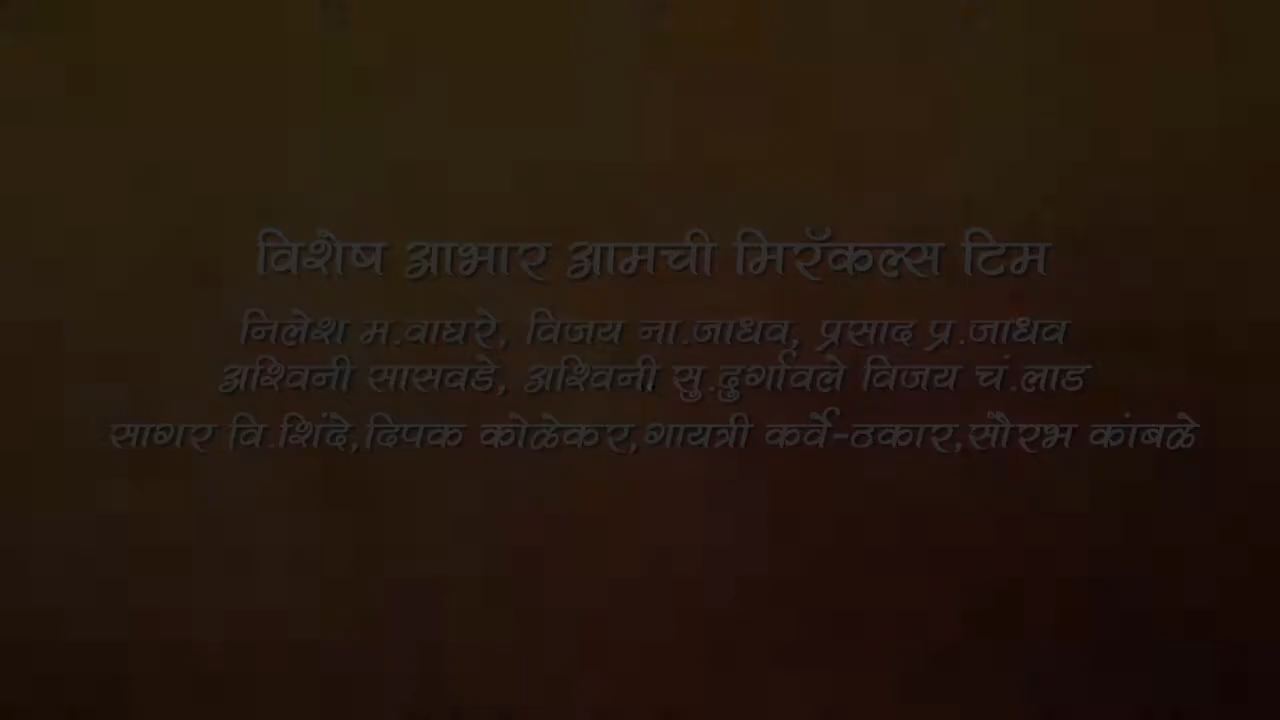 विशेष आभार आमची मिरॅकल्स टिम
निलेश म.वाघरे, विजय ना.जाधव, प्रसाद प्र.जाधव
अश्विनी सासवडे, अश्विनी सु.दुर्गावले विजय चं.लाड
सागर वि.शिंदे,दिपक कोळेकर,गायत्री कर्वे-ठकार,सौरभ कांबळे